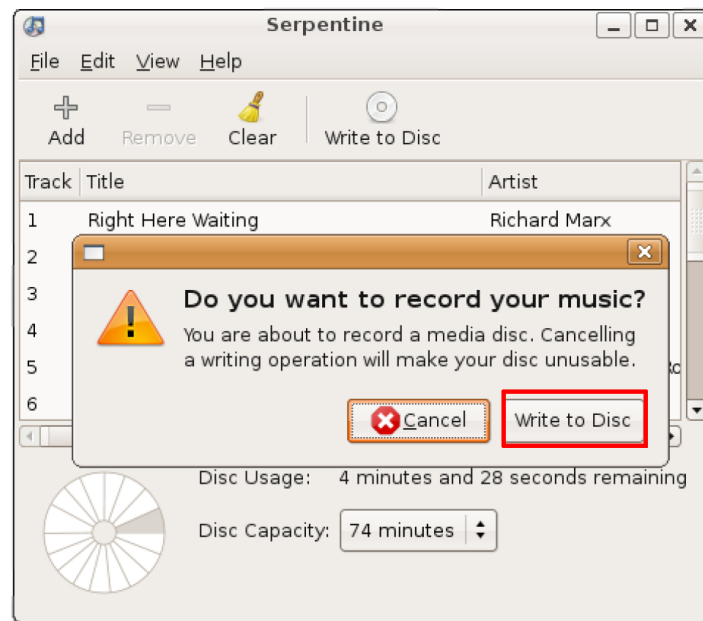 Serpentine
File Edit View Help
Add Remove Clear Write to Disc
Track Title Artist
1 Right Here Waiting Richard Marx
2
3
4
5
6
Do you want to record your music?
You are about to record a media disc. Cancelling
a writing operation will make your disc unusable.
Cancel Write to Disc
Disc Usage: 4 minutes and 28 seconds remaining
Disc Capacity: 74 minutes